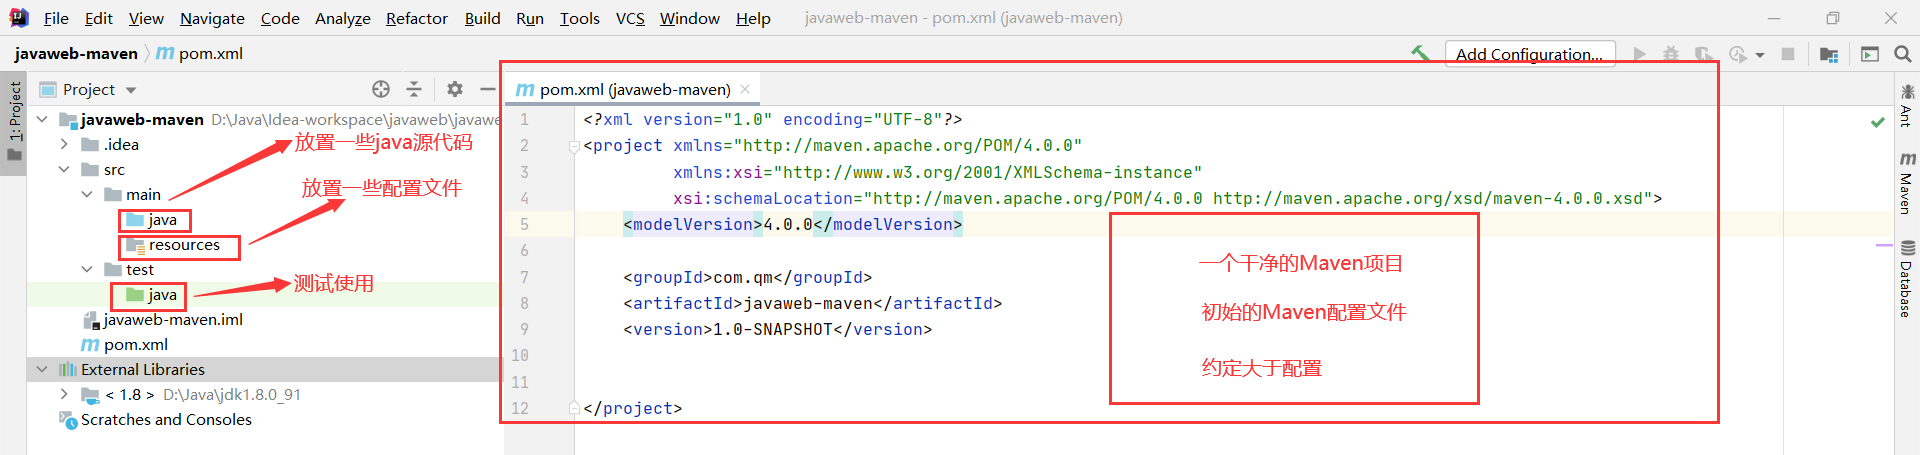 File Edit View Navigate Code Analyze Refactor Build Run Tools VCS Window Help javaweb-maven - pom.xml (javaweb-maven)
javaweb-maven pom.xml Add Configuration...
1: Project
Project
javaweb-maven D:\Java\Idea-workspace\javaweb\javawe
.idea
放置一些java源代码
src
放置一些配置文件
main
java
resources
test
测试使用
java
javaweb-maven.iml
pom.xml
External Libraries
< 1.8 > D:\Java\jdk1.8.0_91
Scratches and Consoles
pom.xml (javaweb-maven)
1 <?xml version="1.0" encoding="UTF-8"?>
2 <project xmlns="http://maven.apache.org/POM/4.0.0"
3 xmlns:xsi="http://www.w3.org/2001/XMLSchema-instance"
4 xsi:schemaLocation="http://maven.apache.org/POM/4.0.0 http://maven.apache.org/xsd/maven-4.0.0.xsd">
5 <modelVersion>4.0.0</modelVersion>
6
7 <groupId>com.qm</groupId>
8 <artifactId>javaweb-maven</artifactId>
9 <version>1.0-SNAPSHOT</version>
10
11
12 </project>
一个干净的Maven项目
初始的Maven配置文件
约定大于配置
Ant
Maven
Database